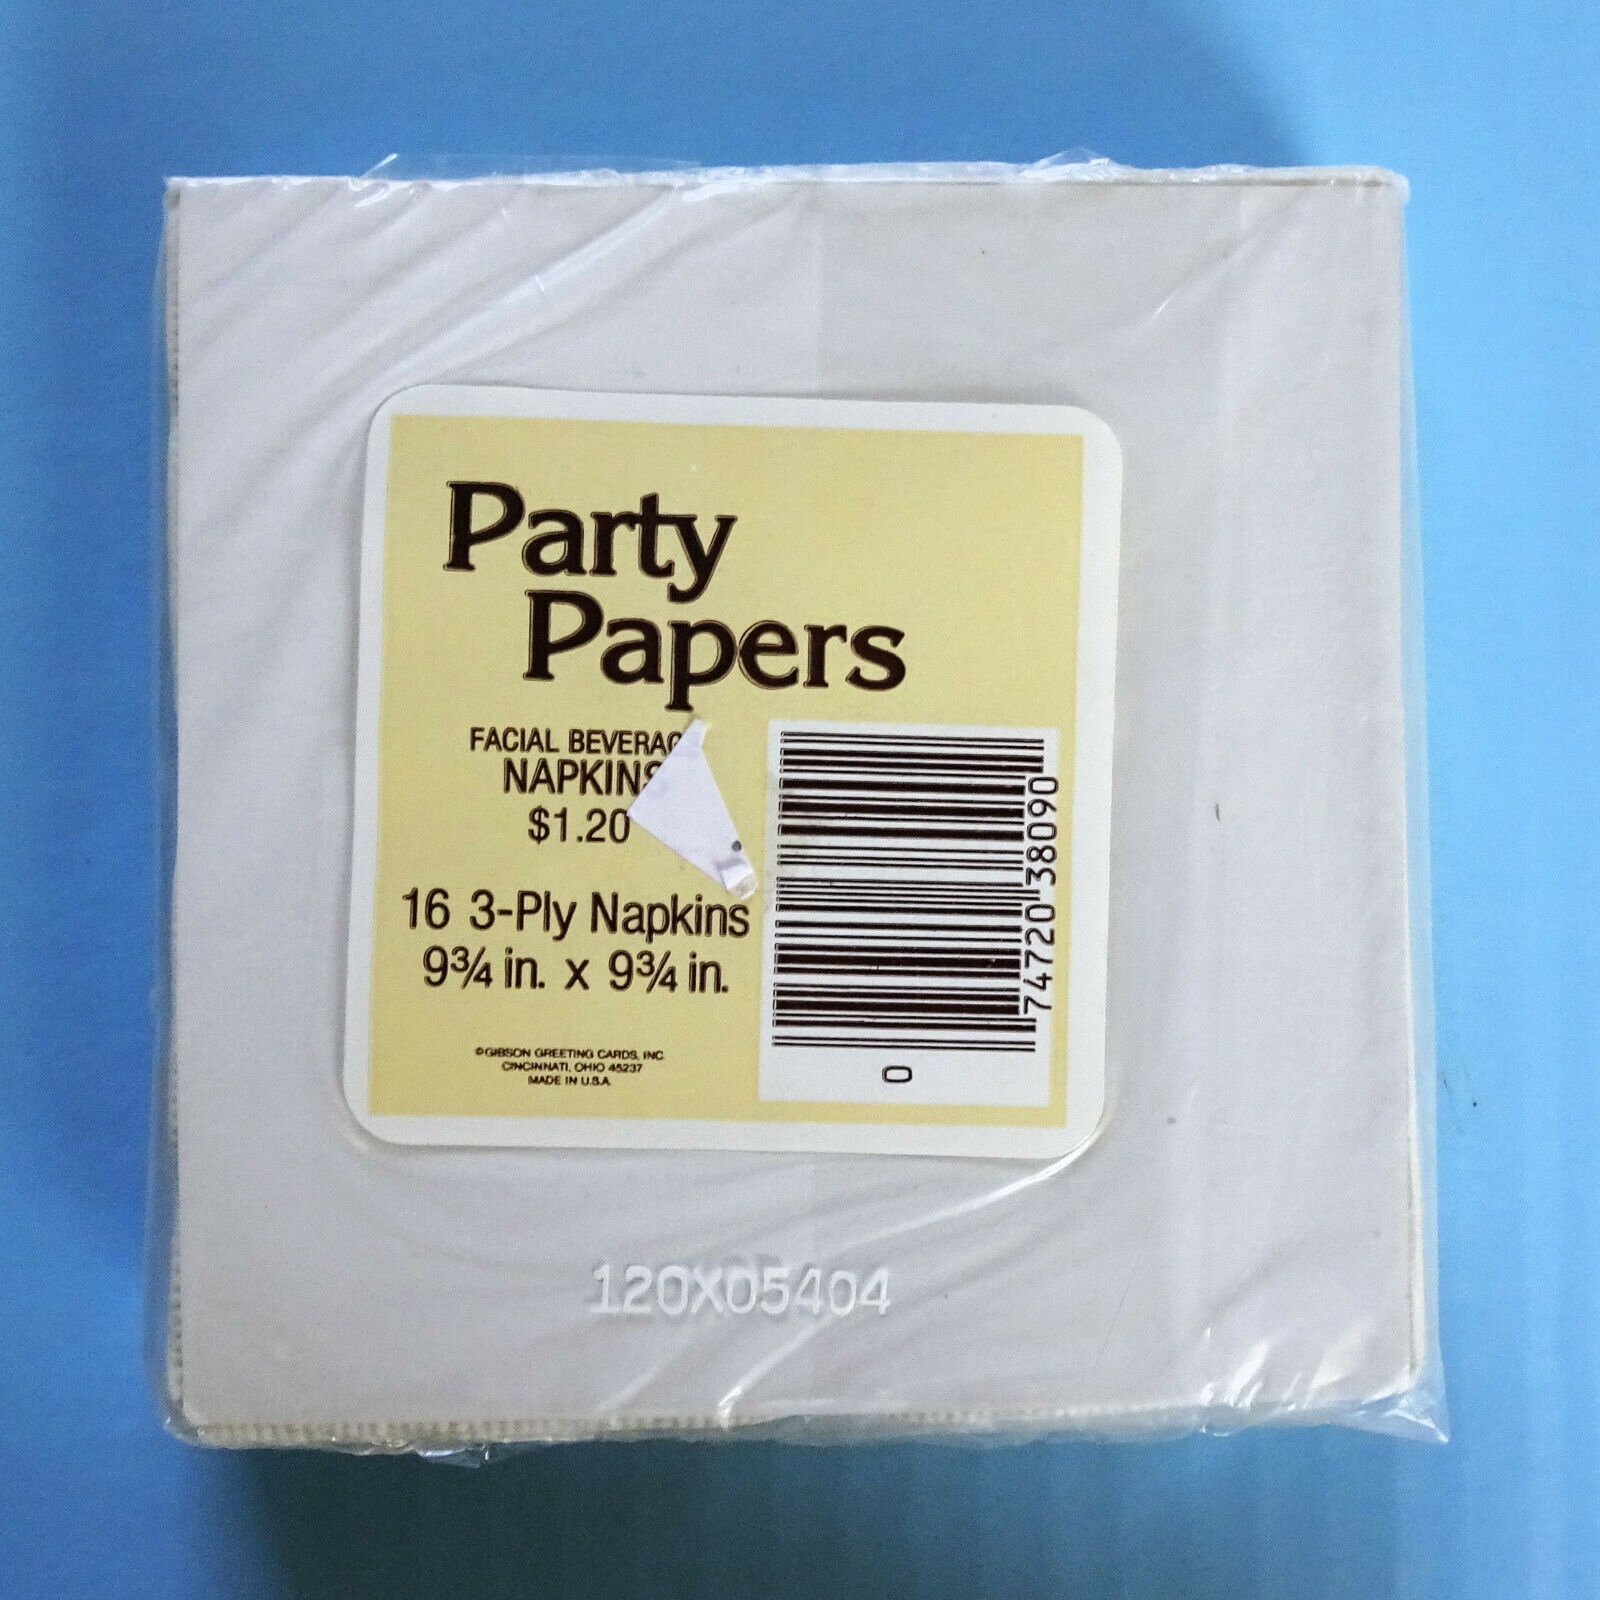 Party
Papers
FACIAL BEVERAG
NAPKINS
$1.20
16 3-Ply Napkins
9¾ in. x 9¾ in.
©GIBSON GREETING CARDS, INC.
CINCINNATI, OHIO 45237
MADE IN U.S.A.
74720 38090
0
120X05404